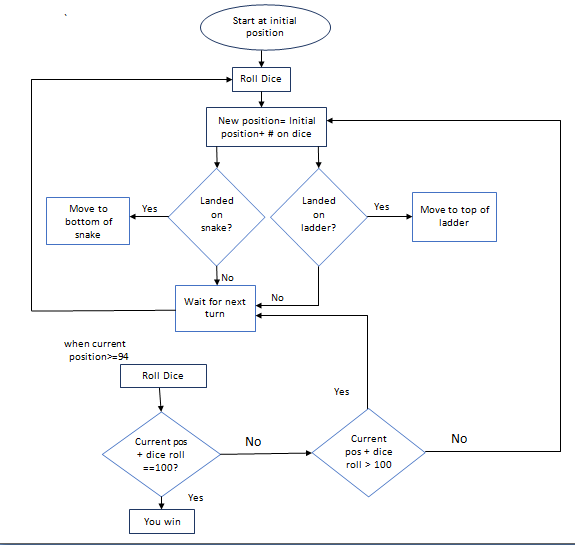 Start at initial
position
Roll Dice
New position= Initial
position+ # on dice
Landed
on
snake?
Yes
Move to
bottom of
snake
Landed
on
ladder?
Yes
Move to top of
ladder
No
No
Wait for next
turn
when current
position>=94
Roll Dice
Current pos
+ dice roll
==100?
No
Yes
You win
Current
pos + dice
roll > 100
Yes
No